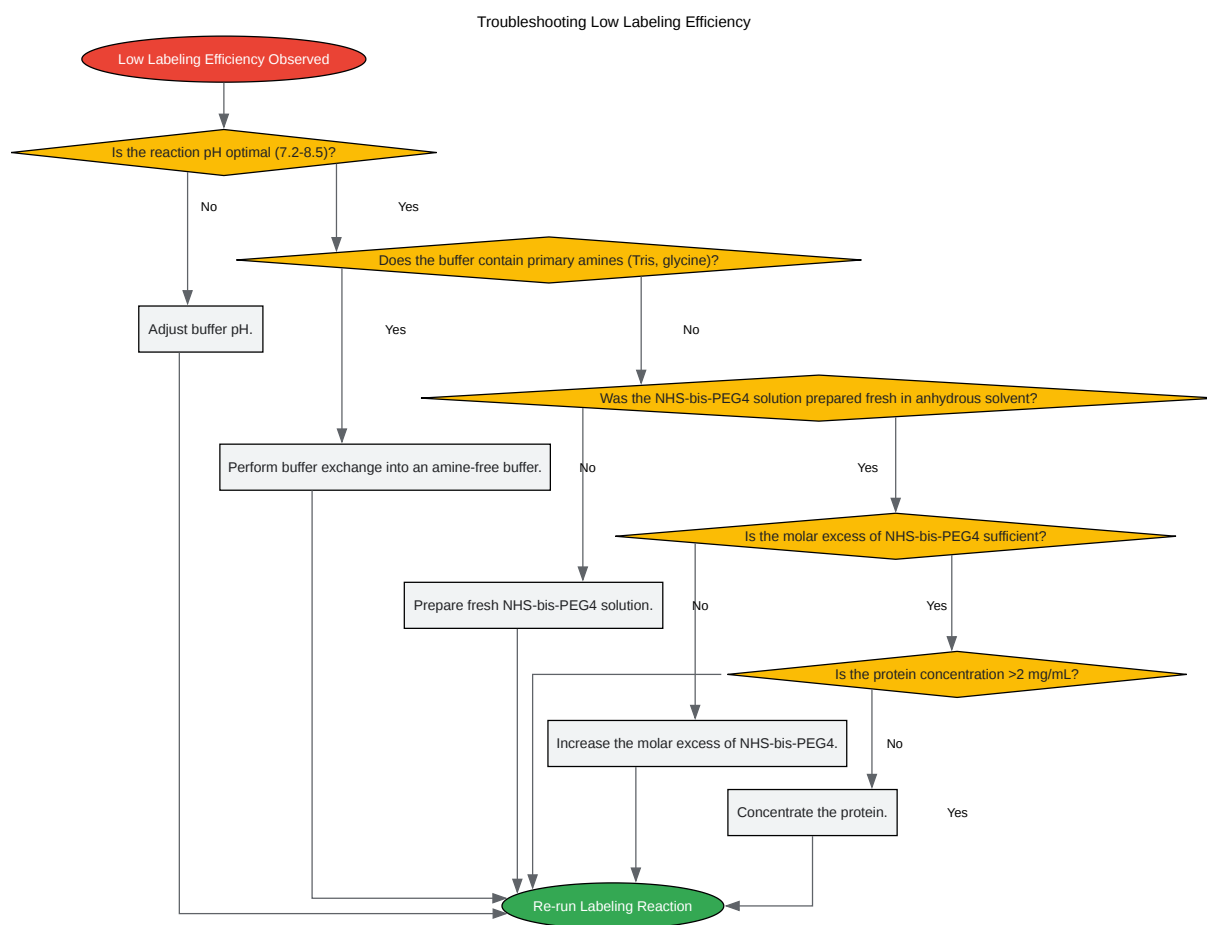 Troubleshooting Low Labeling Efficiency
Low Labeling Efficiency Observed
Is the reaction pH optimal (7.2-8.5)?
No
Yes
Does the buffer contain primary amines (Tris, glycine)?
Adjust buffer pH.
Yes
No
Was the NHS-bis-PEG4 solution prepared fresh in anhydrous solvent?
Perform buffer exchange into an amine-free buffer.
No
Yes
Is the molar excess of NHS-bis-PEG4 sufficient?
Prepare fresh NHS-bis-PEG4 solution.
No
Yes
Is the protein concentration >2 mg/mL?
Increase the molar excess of NHS-bis-PEG4.
No
Concentrate the protein.
Yes
Re-run Labeling Reaction